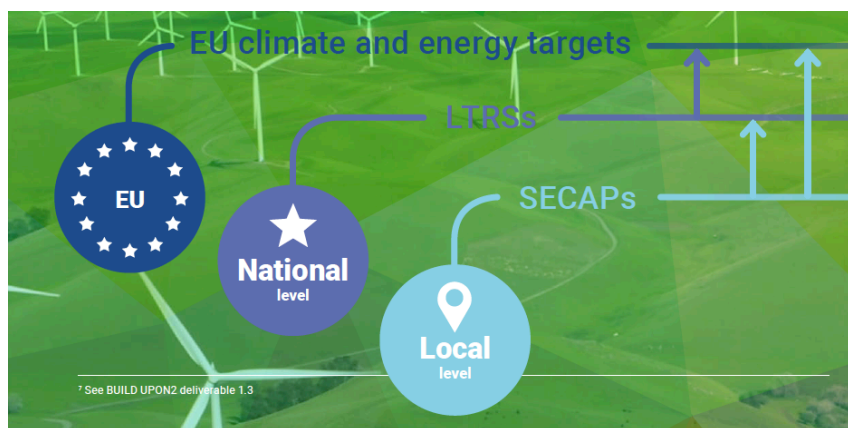 EU climate and energy targets
LTRSs
EU
SECAPs
National
level
Local
level
⁷ See BUILD UPON2 deliverable 1.3